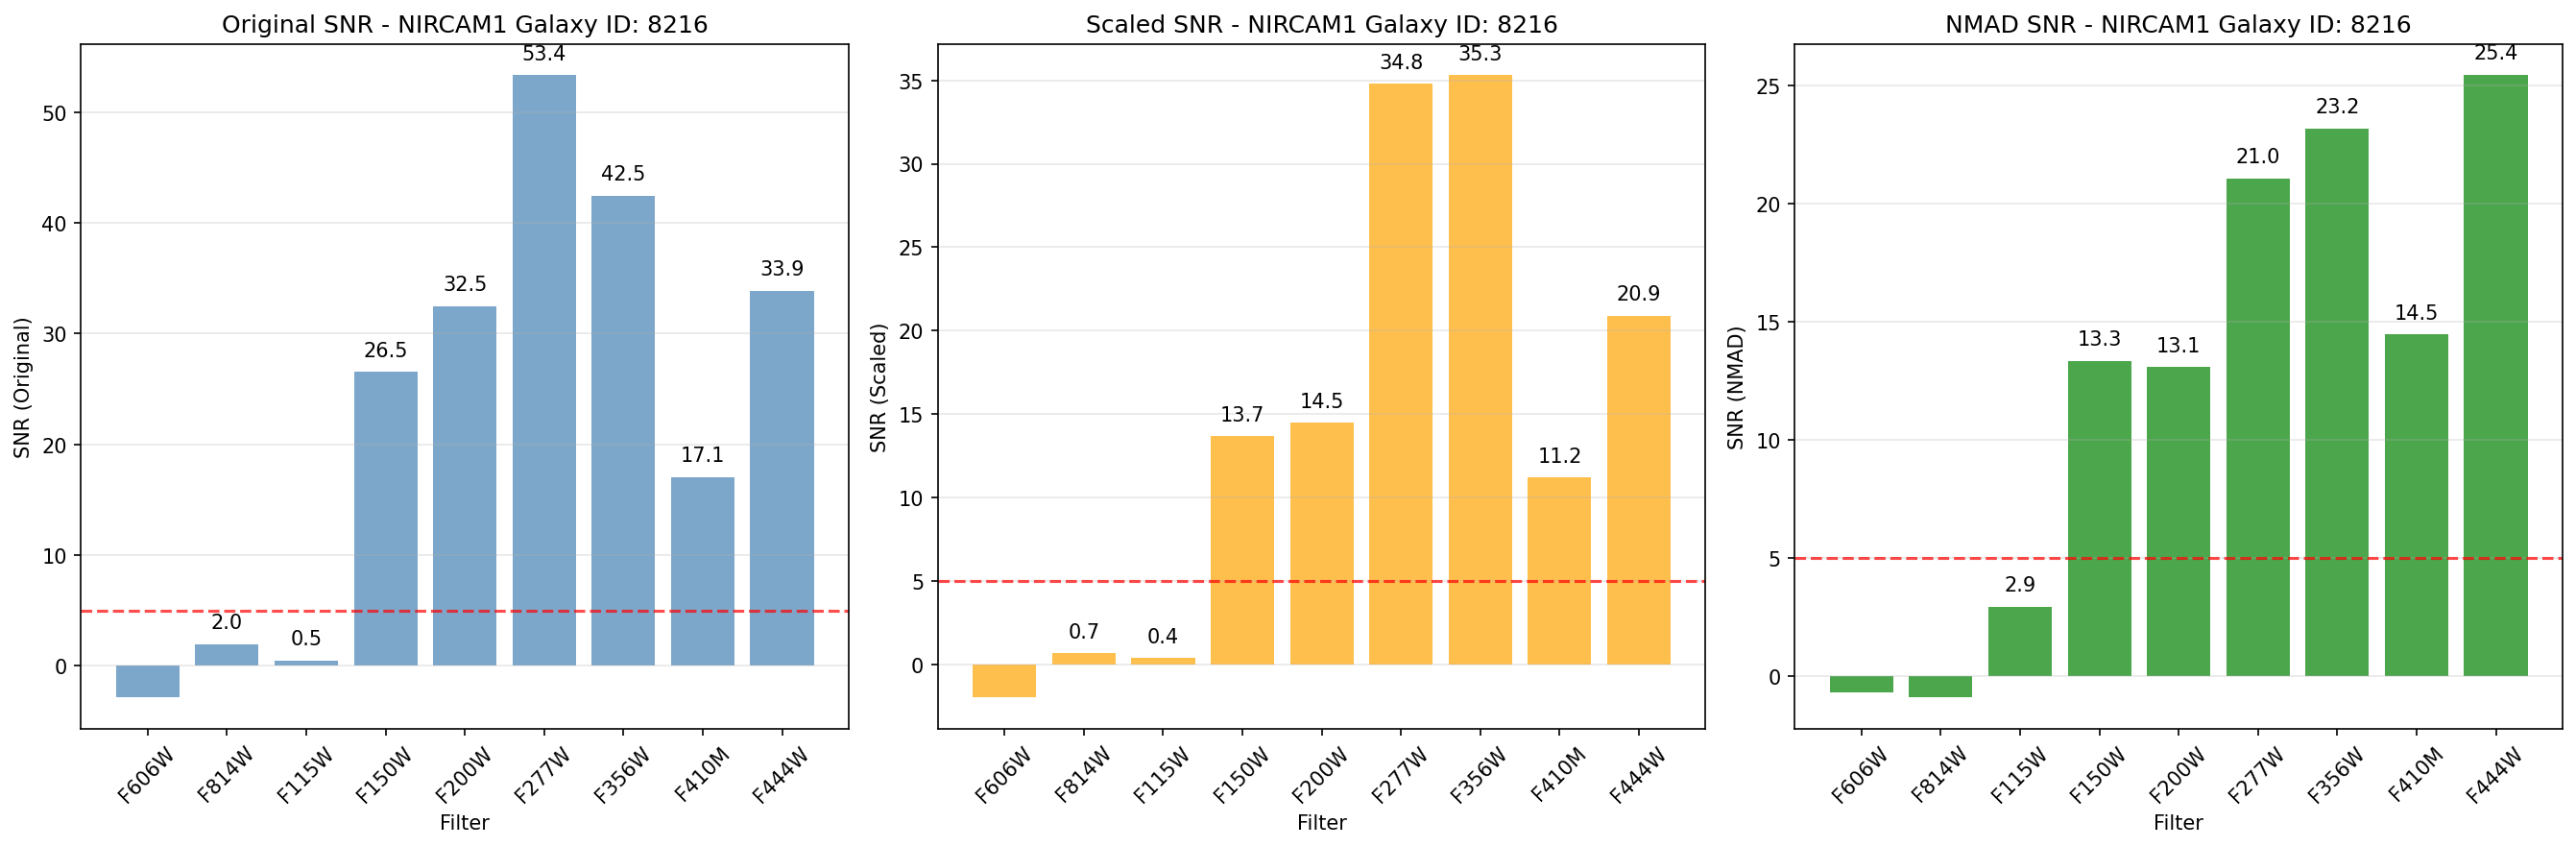 Original SNR - NIRCAM1 Galaxy ID: 8216
SNR (Original)
50
40
30
20
10
0
2.0
0.5
26.5
32.5
53.4
42.5
17.1
33.9
F606W
F814W
F115W
F150W
F200W
F277W
F356W
F410M
F444W
Filter
Scaled SNR - NIRCAM1 Galaxy ID: 8216
SNR (Scaled)
35
30
25
20
15
10
5
0
0.7
0.4
13.7
14.5
34.8
35.3
11.2
20.9
F606W
F814W
F115W
F150W
F200W
F277W
F356W
F410M
F444W
Filter
NMAD SNR - NIRCAM1 Galaxy ID: 8216
SNR (NMAD)
25
20
15
10
5
0
2.9
13.3
13.1
21.0
23.2
14.5
25.4
F606W
F814W
F115W
F150W
F200W
F277W
F356W
F410M
F444W
Filter